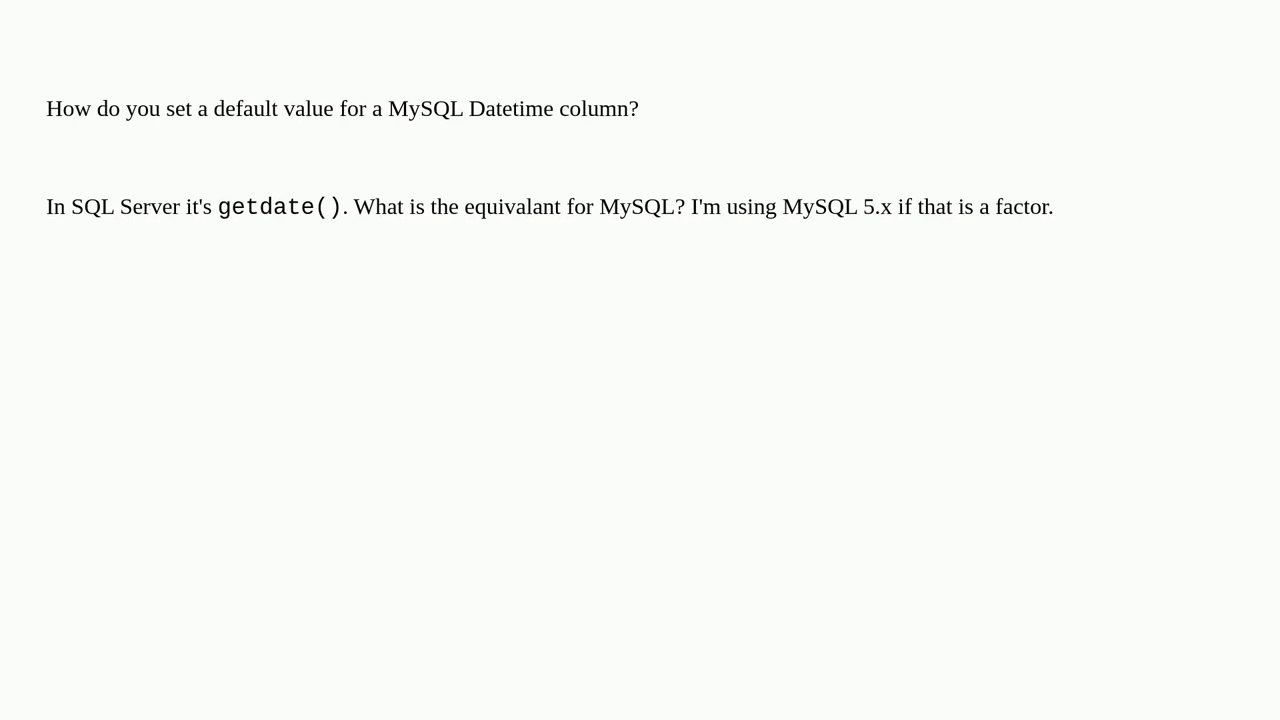 How do you set a default value for a MySQL Datetime column?
In SQL Server it's getdate(). What is the equivalant for MySQL? I'm using MySQL 5.x if that is a factor.